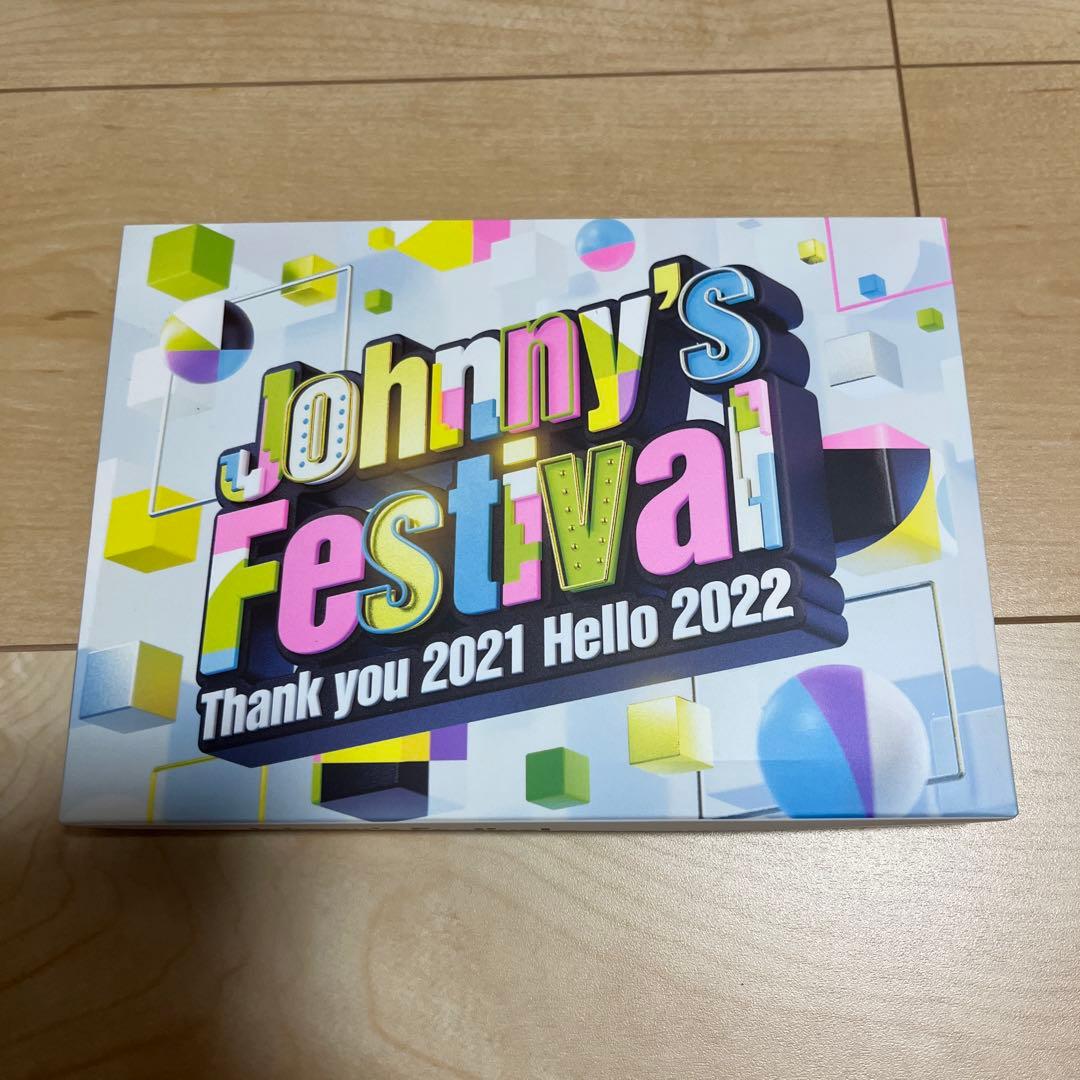 Johnny's
Festival
Thank you 2021 Hello 2022